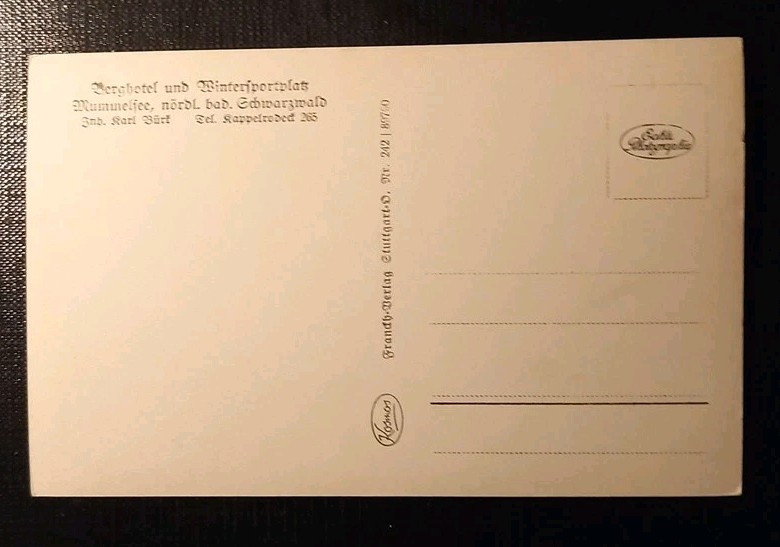 Berghotel und Wintersportplatz
Mummelsee, nördl. bad. Schwarzwald
Inh. Karl Bürk Tel. Kappelrodeck 265
Franckh-Verlag Stuttgart-O. Nr. 242 | 89750
Kosmos
Echte
Photographie